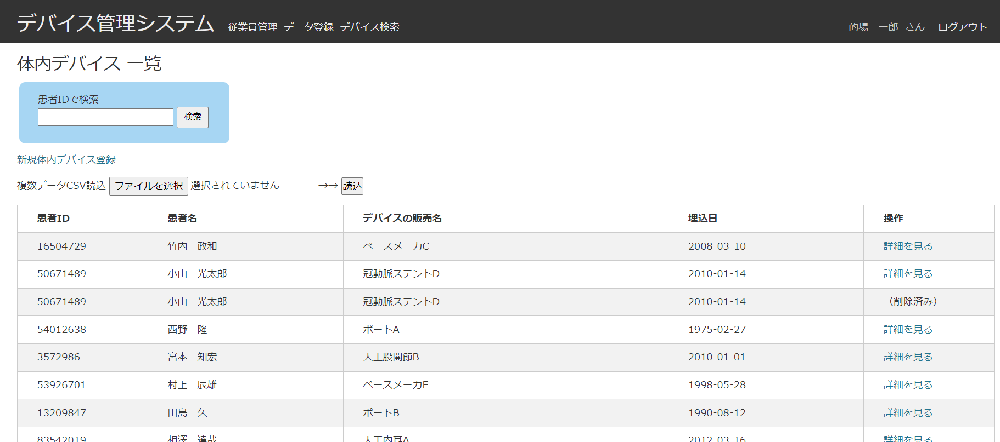 デバイス管理システム 従業員管理 データ登録 デバイス検索 的場　一郎 さん ログアウト
体内デバイス 一覧
患者IDで検索
検索
新規体内デバイス登録
複数データCSV読込 ファイルを選択 選択されていません →→ 読込
患者ID 患者名 デバイスの販売名 埋込日 操作
16504729 竹内　政和 ペースメーカC 2008-03-10 詳細を見る
50671489 小山　光太郎 冠動脈ステントD 2010-01-14 詳細を見る
50671489 小山　光太郎 冠動脈ステントD 2010-01-14 （削除済み）
54012638 西野　隆一 ポートA 1975-02-27 詳細を見る
3572986 宮本　知宏 人工股関節B 2010-01-01 詳細を見る
53926701 村上　辰雄 ペースメーカE 1998-05-28 詳細を見る
13209847 田島　久 ポートB 1990-08-12 詳細を見る
83542019 相澤　達哉 人工内耳A 2012-03-16 詳細を見る